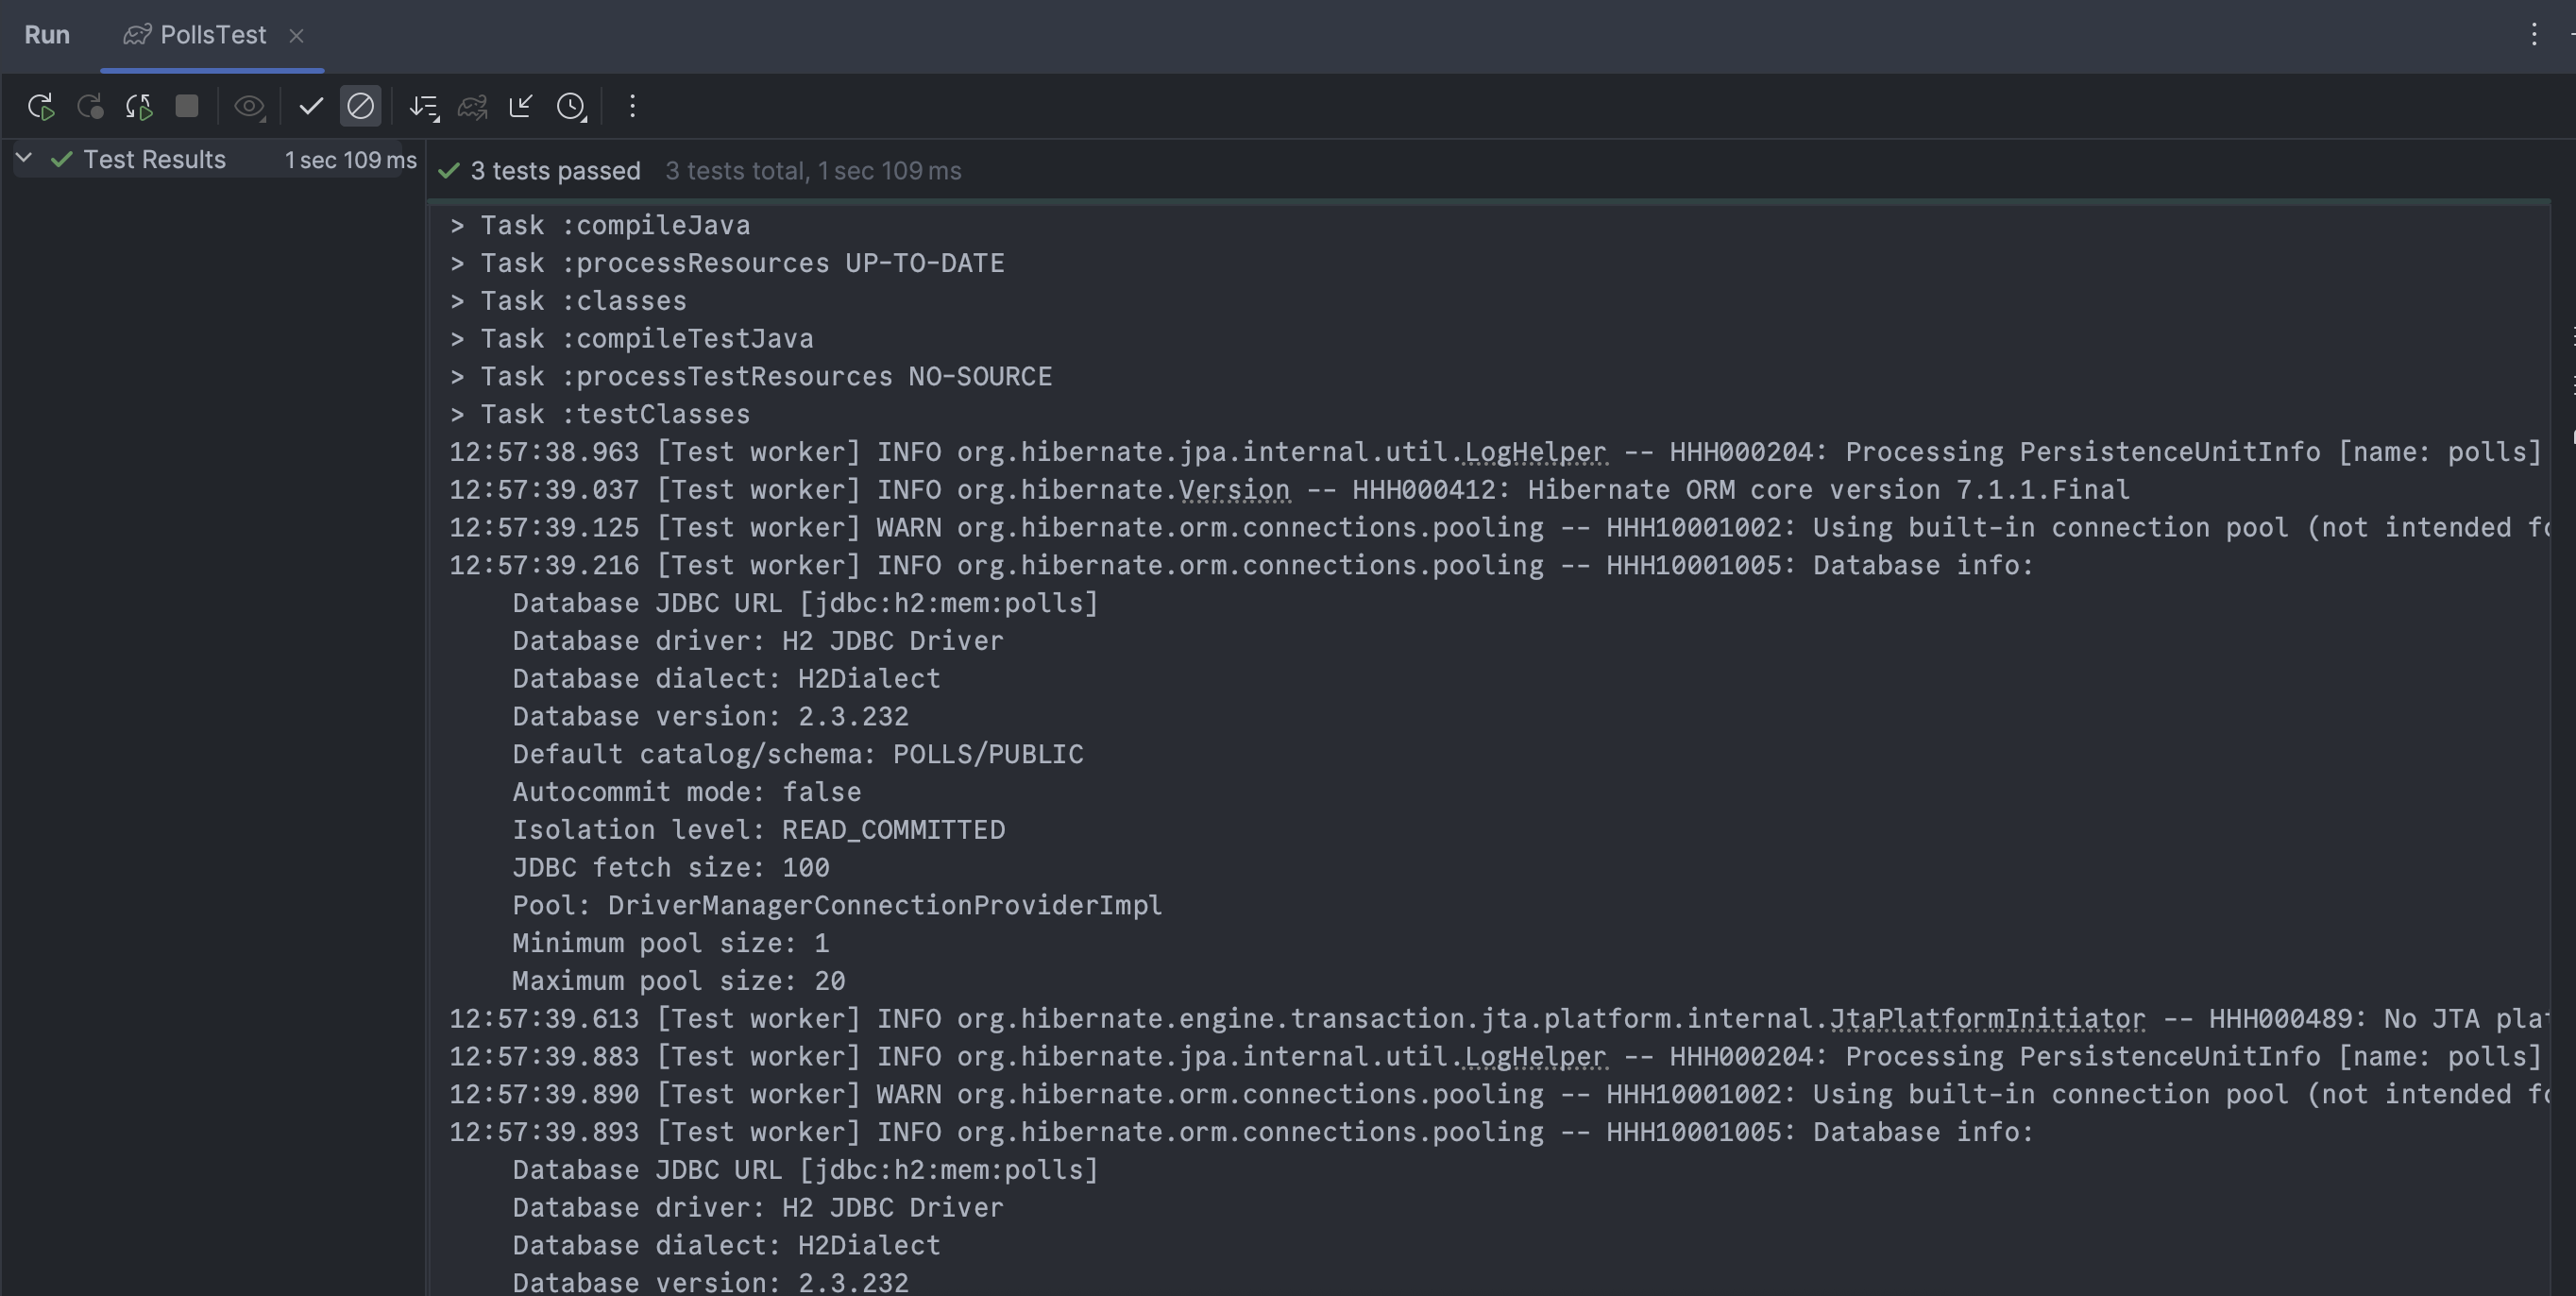 Run PollsTest
Test Results 1 sec 109 ms
3 tests passed 3 tests total, 1 sec 109 ms
> Task :compileJava
> Task :processResources UP-TO-DATE
> Task :classes
> Task :compileTestJava
> Task :processTestResources NO-SOURCE
> Task :testClasses
12:57:38.963 [Test worker] INFO org.hibernate.jpa.internal.util.LogHelper -- HHH000204: Processing PersistenceUnitInfo [name: polls]
12:57:39.037 [Test worker] INFO org.hibernate.Version -- HHH000412: Hibernate ORM core version 7.1.1.Final
12:57:39.125 [Test worker] WARN org.hibernate.orm.connections.pooling -- HHH10001002: Using built-in connection pool (not intended
12:57:39.216 [Test worker] INFO org.hibernate.orm.connections.pooling -- HHH10001005: Database info:
Database JDBC URL [jdbc:h2:mem:polls]
Database driver: H2 JDBC Driver
Database dialect: H2Dialect
Database version: 2.3.232
Default catalog/schema: POLLS/PUBLIC
Autocommit mode: false
Isolation level: READ_COMMITTED
JDBC fetch size: 100
Pool: DriverManagerConnectionProviderImpl
Minimum pool size: 1
Maximum pool size: 20
12:57:39.613 [Test worker] INFO org.hibernate.engine.transaction.jta.platform.internal.JtaPlatformInitiator -- HHH000489: No JTA
12:57:39.883 [Test worker] INFO org.hibernate.jpa.internal.util.LogHelper -- HHH000204: Processing PersistenceUnitInfo [name: polls]
12:57:39.890 [Test worker] WARN org.hibernate.orm.connections.pooling -- HHH10001002: Using built-in connection pool (not intended
12:57:39.893 [Test worker] INFO org.hibernate.orm.connections.pooling -- HHH10001005: Database info:
Database JDBC URL [jdbc:h2:mem:polls]
Database driver: H2 JDBC Driver
Database dialect: H2Dialect
Database version: 2.3.232